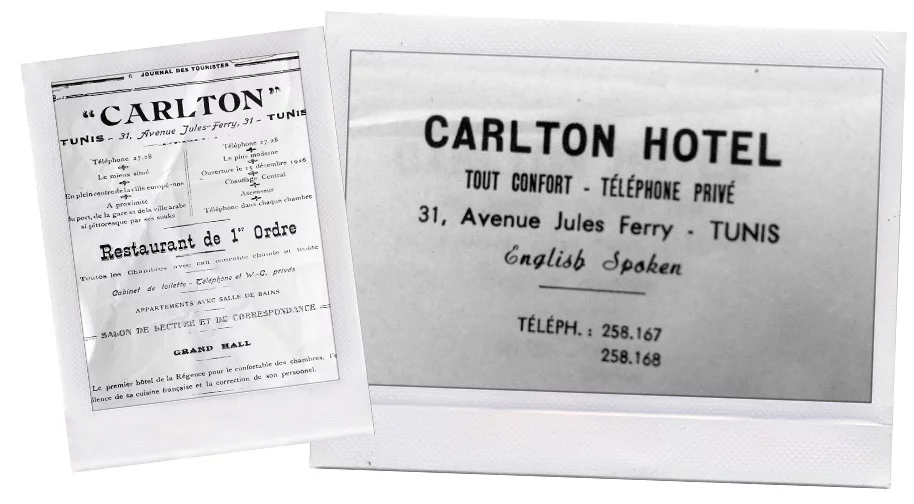 6 JOURNAL DES TOURISTES
“CARLTON”
TUNIS - 31, Avenue Jules-Ferry, 31 - TUNIS
Téléphone 27.28
Le mieux situé
En plein centre de la ville européenne
A proximité
du port, de la gare et de la ville arabe
si pittoresque par ses souks
Téléphone 27.28
Le plus moderne
Ouverture le 15 décembre 1926
Chauffage Central
Ascenseur
Téléphone dans chaque chambre
Restaurant de 1er Ordre
Toutes les Chambres avec eau courante chaude et froide
Cabinet de toilette - Téléphone et W-C. privés
APPARTEMENTS AVEC SALLE DE BAINS
SALON DE LECTURE ET DE CORRESPONDANCE
GRAND HALL
Le premier hôtel de la Régence pour le confortable des chambres, l'e
llence de sa cuisine française et la correction de son personnel.
CARLTON HOTEL
TOUT CONFORT - TÉLÉPHONE PRIVÉ
31, Avenue Jules Ferry - TUNIS
English Spoken
TÉLÉPH. : 258.167
258.168